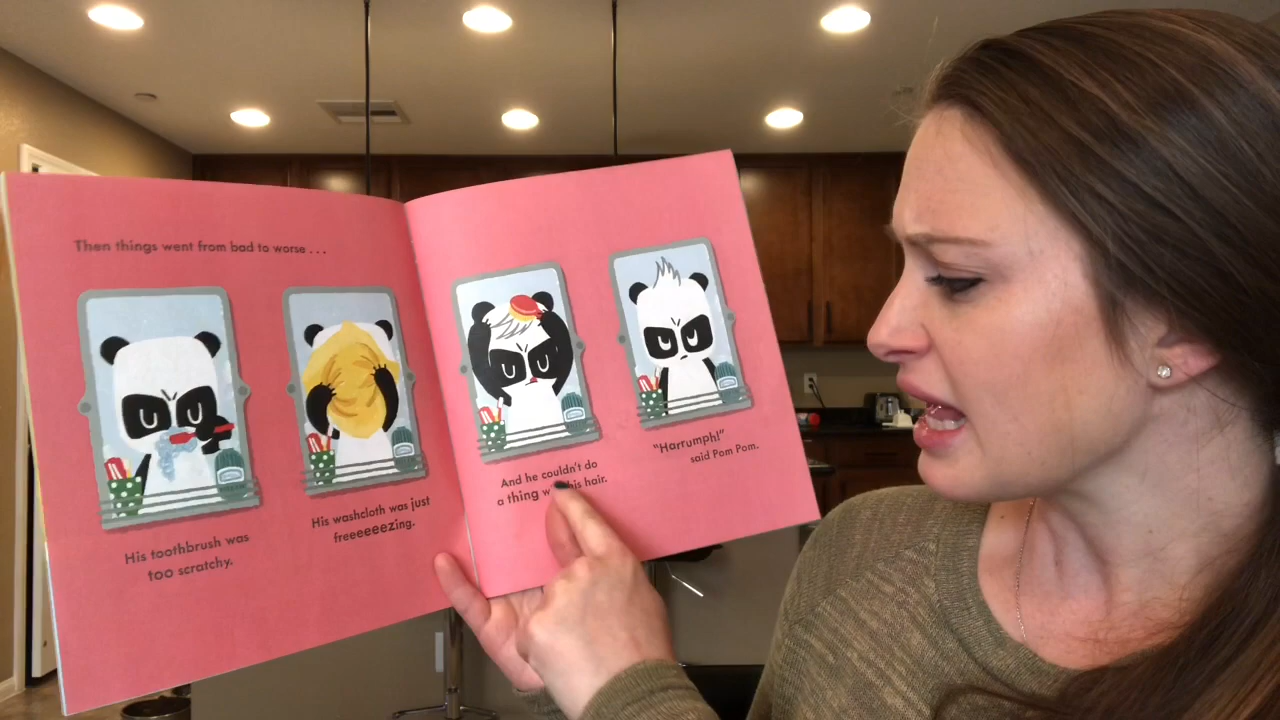 Then things went from bad to worse . . .
His toothbrush was
too scratchy.
His washcloth was just
freeeeeezing.
And he couldn't do
a thing his hair.
"Harrumph!"
said Pom Pom.